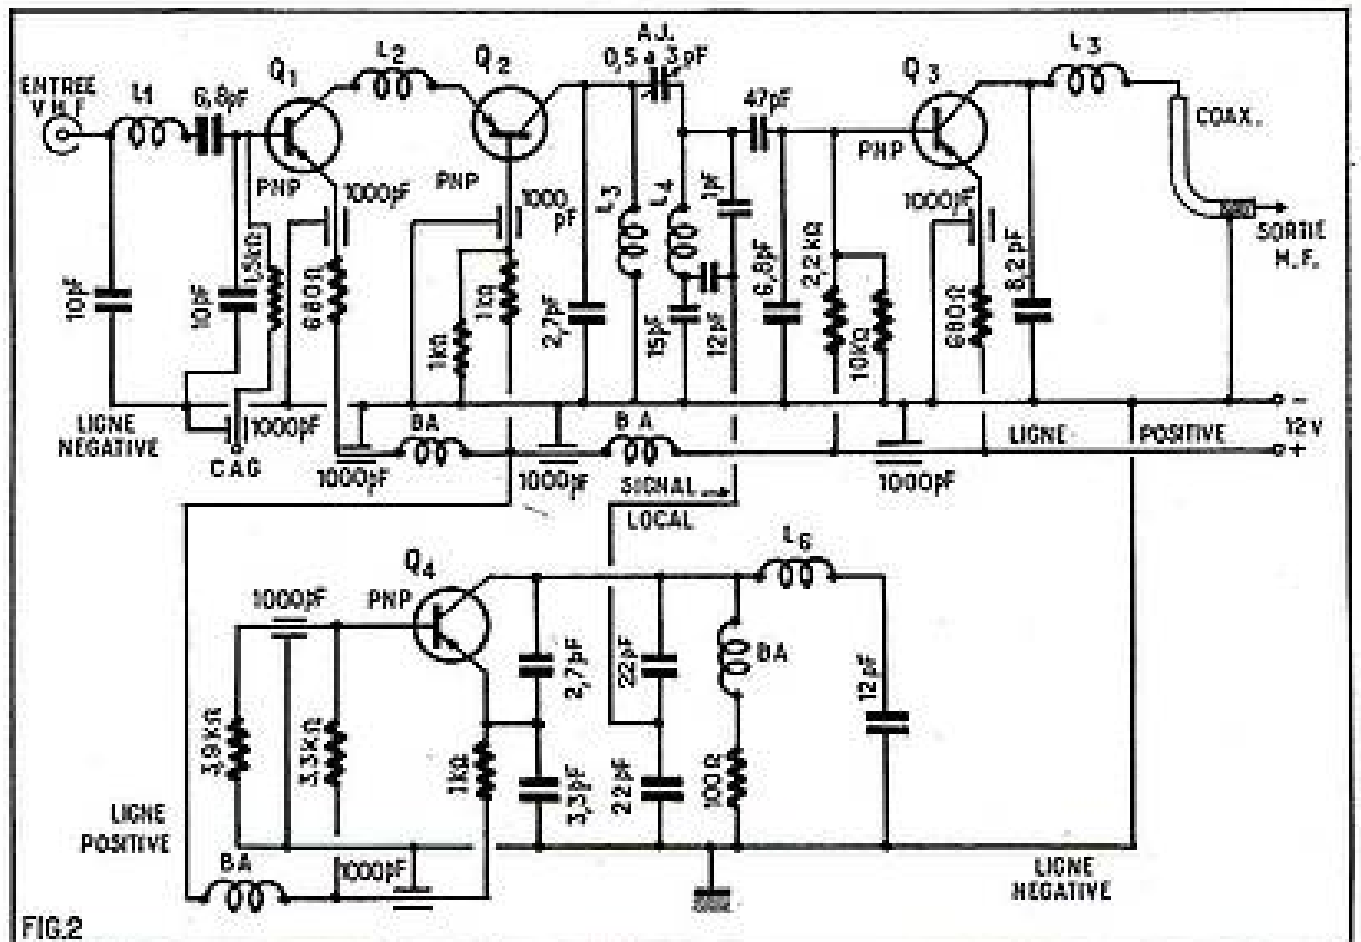 A.J.
0,5 a 3pF
L3
L2
Q1
Q2
Q3
ENTREE
V.H.F
L1
6,8pF
47pF
COAX.
PNP
PNP
PNP
1000pF
1000
pF
1000pF
L3
L4
1pF
SORTIE
M.F.
10pF
10pF
1,5kΩ
680Ω
1kΩ
1kΩ
2,7pF
15pF
12pF
6,8pF
2,2kΩ
10kΩ
680Ω
8,2pF
LIGNE
NEGATIVE
1000pF
CAG
1000pF
BA
1000pF
BA
SIGNAL
LOCAL
1000pF
LIGNE
POSITIVE
-
12V
+
L6
Q4
1000pF
PNP
2,7pF
22pF
BA
12pF
3,9kΩ
3,3kΩ
1kΩ
3,3pF
22pF
100Ω
LIGNE
POSITIVE
BA
1000pF
LIGNE
NEGATIVE
FIG.2